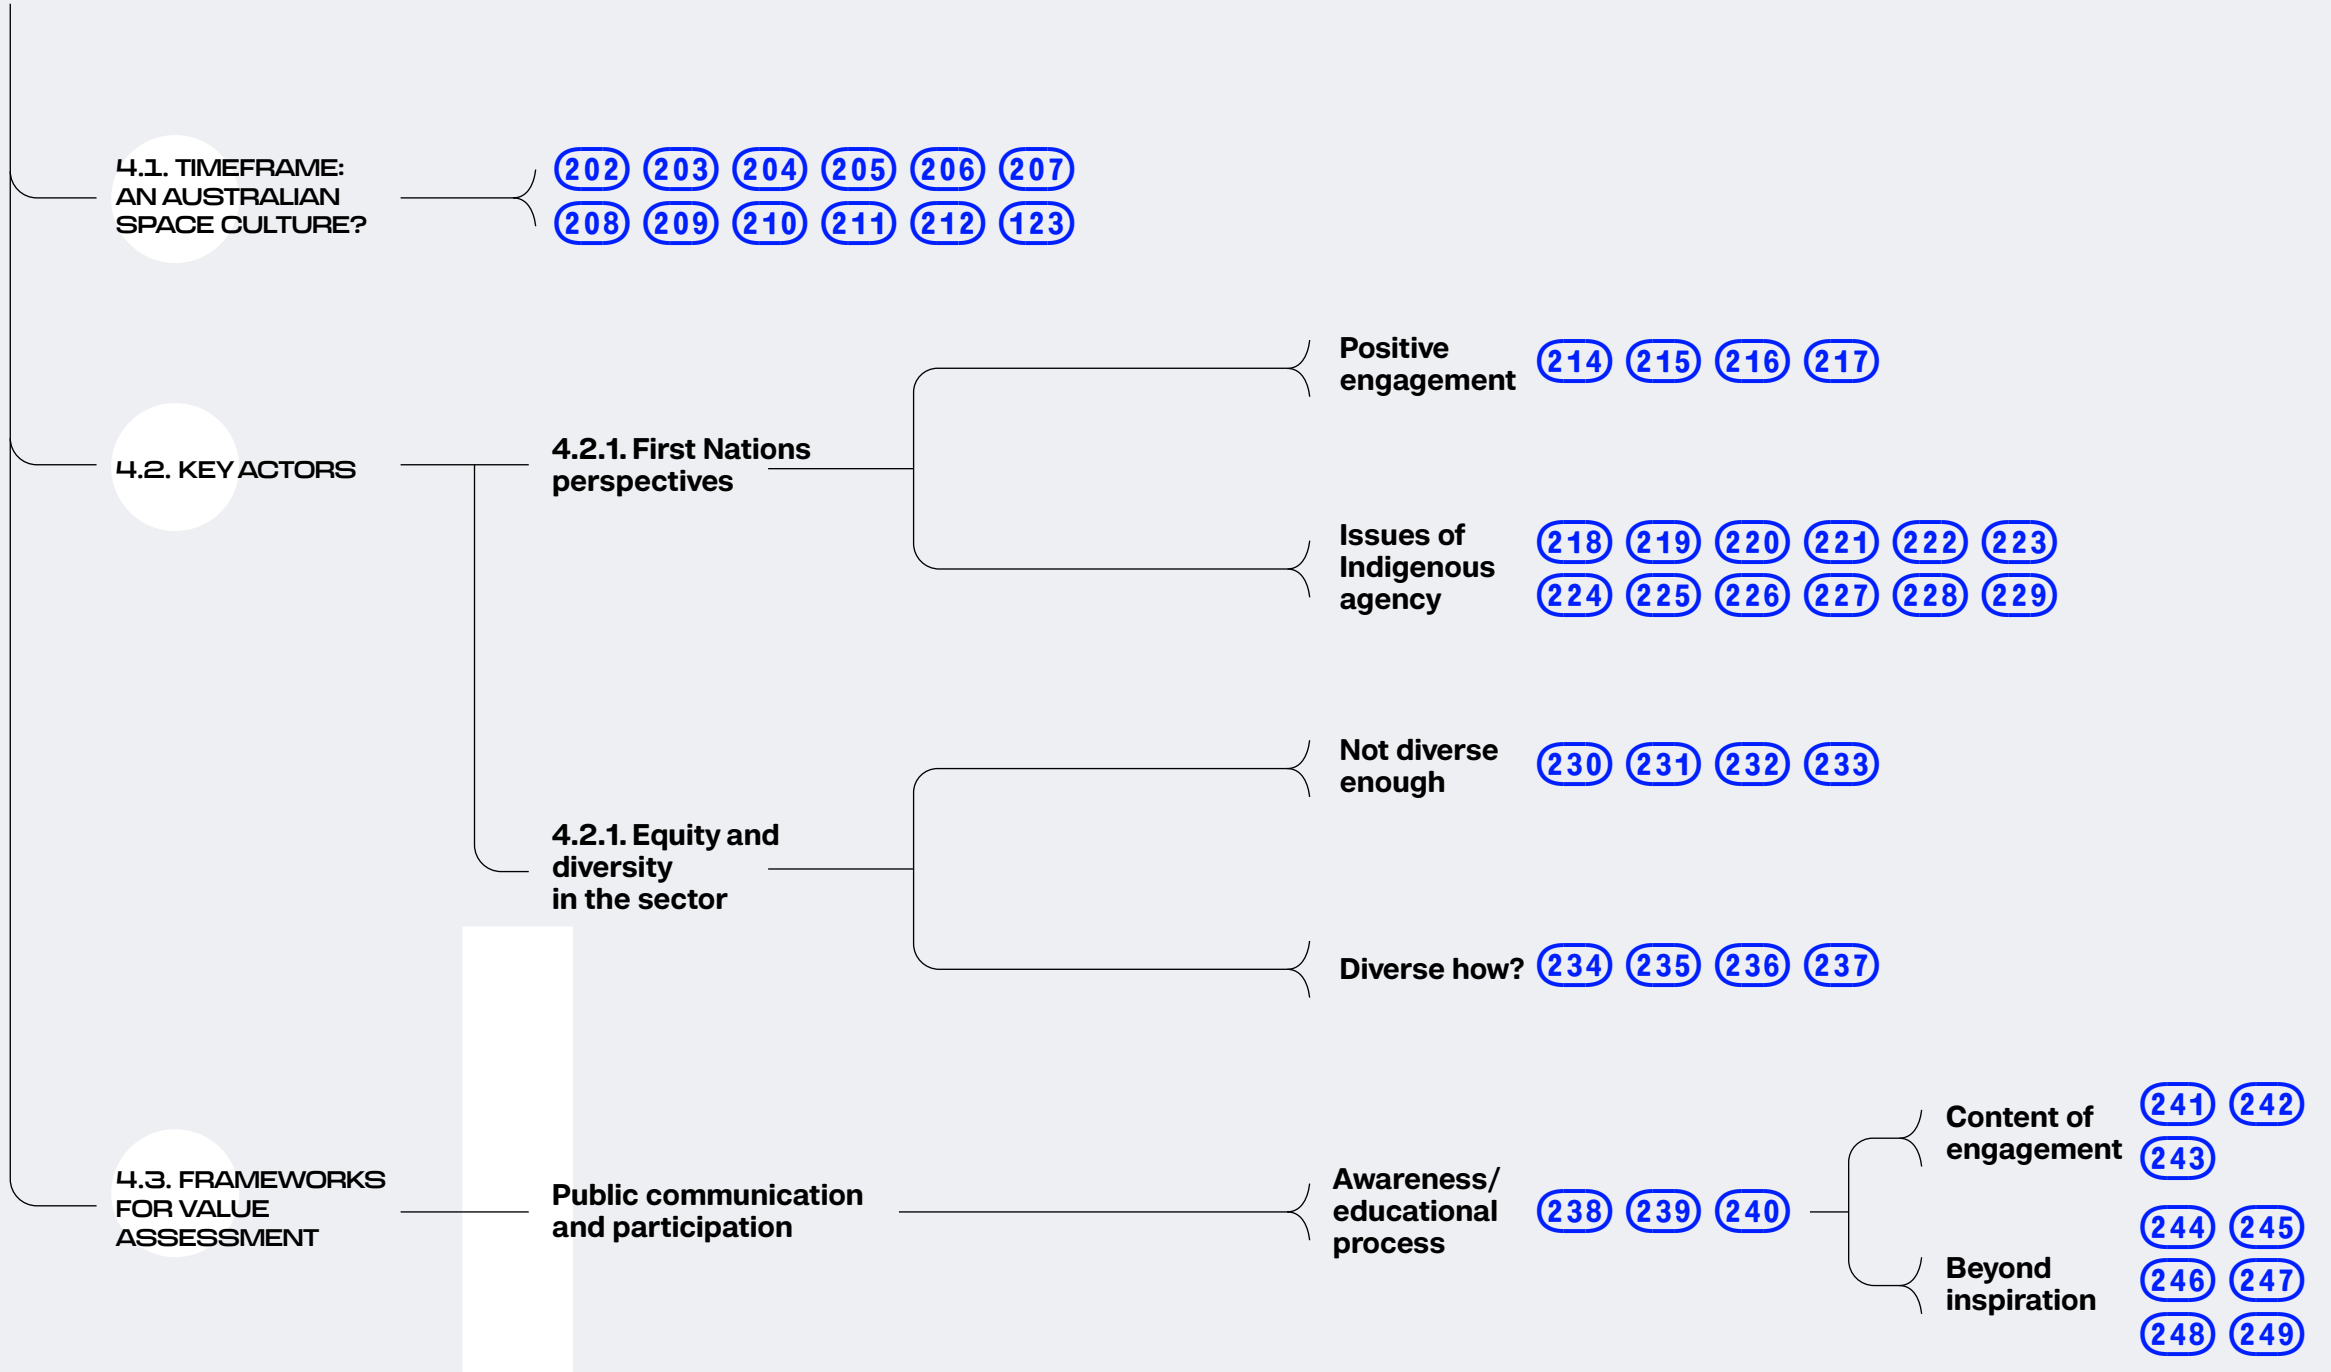 4.1. TIMEFRAME:
AN AUSTRALIAN
SPACE CULTURE?
202 203 204 205 206 207
208 209 210 211 212 123
4.2. KEY ACTORS
4.2.1. First Nations
perspectives
Positive
engagement
214 215 216 217
Issues of
Indigenous
agency
218 219 220 221 222 223
224 225 226 227 228 229
4.2.1. Equity and
diversity
in the sector
Not diverse
enough
230 231 232 233
Diverse how?
234 235 236 237
4.3. FRAMEWORKS
FOR VALUE
ASSESSMENT
Public communication
and participation
Awareness/
educational
process
238 239 240
Content of
engagement
241 242
243
Beyond
inspiration
244 245
246 247
248 249